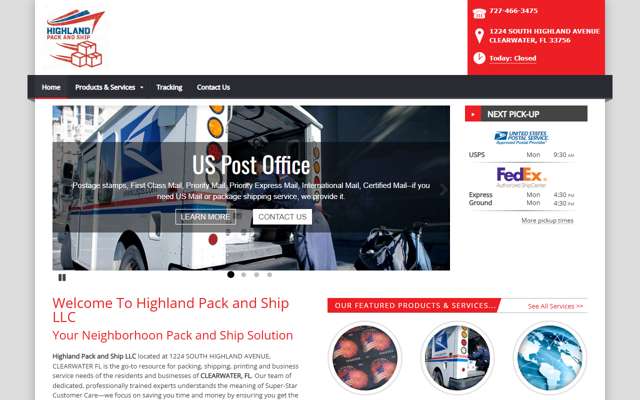 HIGHLAND
PACK AND SHIP
727-466-3475
1224 SOUTH HIGHLAND AVENUE
CLEARWATER, FL 33756
Today: Closed
Home Products & Services Tracking Contact Us
US Post Office
Postage stamps, First Class Mail, Priority Mail, Priority Express Mail, International Mail, Certified Mail--if you
need US Mail or package shipping service, we provide it.
LEARN MORE CONTACT US
NEXT PICK-UP
UNITED STATES
POSTAL SERVICE
Approved Postal Provider
USPS Mon 9:30 AM
FedEx
Authorized ShipCenter
Express Mon 4:30 PM
Ground Mon 4:30 PM
More pickup times
Welcome To Highland Pack and Ship
LLC
Your Neighborhoon Pack and Ship Solution
Highland Pack and Ship LLC located at 1224 SOUTH HIGHLAND AVENUE,
CLEARWATER FL is the go-to resource for packing, shipping, printing and business
service needs of the residents and businesses of CLEARWATER, FL. Our team of
dedicated, professionally trained experts understands the meaning of Super-Star
Customer Care—we focus on saving you time and money by ensuring you get the
OUR FEATURED PRODUCTS & SERVICES...
See All Services >>